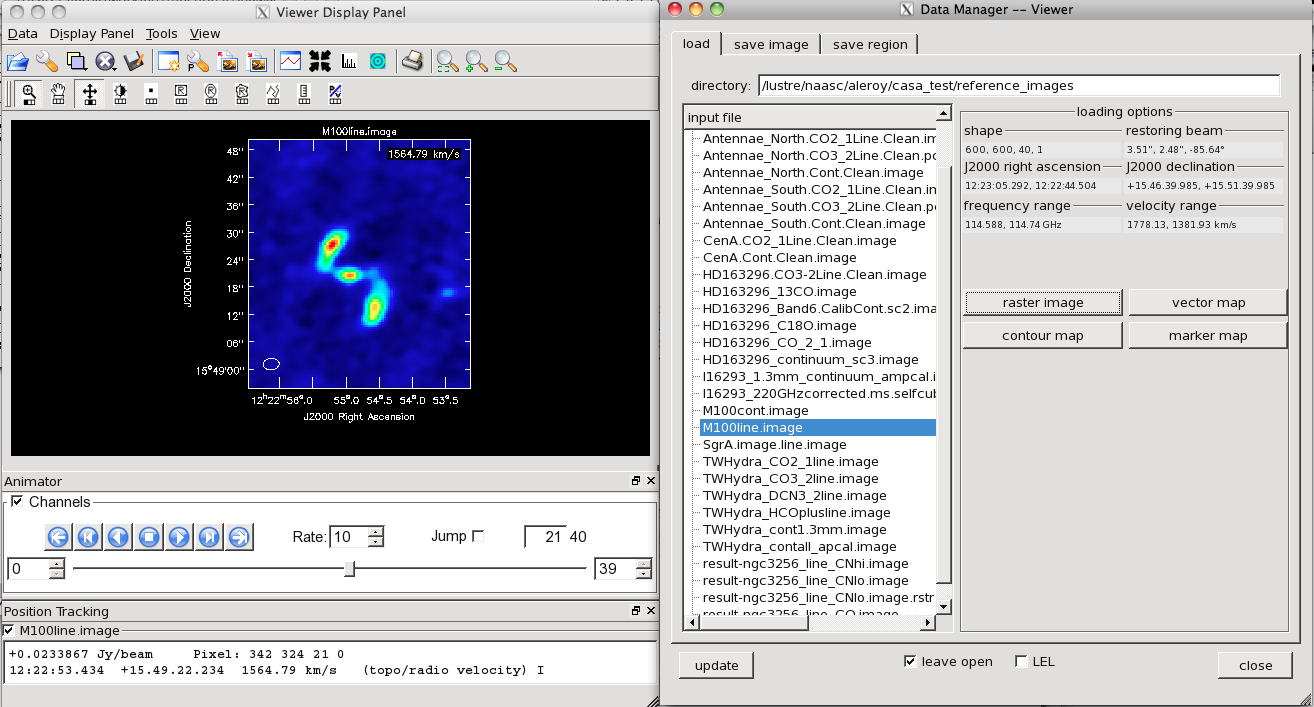 Viewer Display Panel
Data Display Panel Tools View
M100line.image
1564.79 km/s
48"
42"
36"
30"
24"
18"
12"
06"
15°49'00"
J2000 Declination
12h22m56s.0 55s.0 54s.5 54s.0 53s.5
J2000 Right Ascension
Animator
Channels
Rate: 10 Jump 21 40
0 39
Position Tracking
M100line.image
+0.0233867 Jy/beam Pixel: 342 324 21 0
12:22:53.434 +15.49.22.234 1564.79 km/s (topo/radio velocity) I
Data Manager -- Viewer
load save image save region
directory: /lustre/naasc/aleroy/casa_test/reference_images
input file
Antennae_North.CO2_1Line.Clean.im
Antennae_North.CO3_2Line.Clean.pc
Antennae_North.Cont.Clean.image
Antennae_South.CO2_1Line.Clean.in
Antennae_South.CO3_2Line.Clean.p
Antennae_South.Cont.Clean.image
CenA.CO2_1Line.Clean.image
CenA.Cont.Clean.image
HD163296.CO3-2Line.Clean.image
HD163296_13CO.image
HD163296_Band6.CalibCont.sc2.ima
HD163296_C18O.image
HD163296_CO_2_1.image
HD163296_continuum_sc3.image
I16293_1.3mm_continuum_ampcal.i
I16293_220GHzcorrected.ms.selfcub
M100cont.image
M100line.image
SgrA.image.line.image
TWHydra_CO2_1line.image
TWHydra_CO3_2line.image
TWHydra_DCN3_2line.image
TWHydra_HCOplusline.image
TWHydra_cont1.3mm.image
TWHydra_contall_apcal.image
result-ngc3256_line_CNhi.image
result-ngc3256_line_CNlo.image
result-ngc3256_line_CNlo.image.rstr
result-ngc3256_line_CO.image
loading options
shape restoring beam
600, 600, 40, 1 3.51", 2.48", -85.64°
J2000 right ascension J2000 declination
12:23:05.292, 12:22:44.504 +15.46.39.985, +15.51.39.985
frequency range velocity range
114.588, 114.74 GHz 1778.13, 1381.93 km/s
raster image vector map
contour map marker map
update leave open LEL close